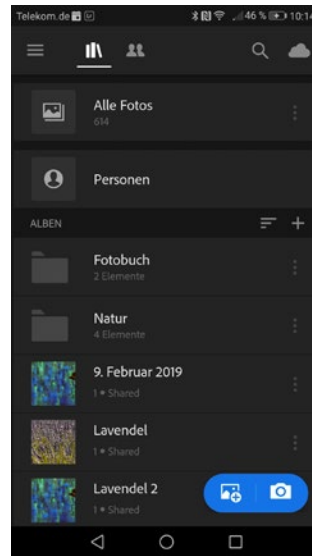 Telekom.de 46 % 10:14
Alle Fotos
614
Personen
ALBEN
Fotobuch
2 Elemente
Natur
4 Elemente
9. Februar 2019
1 • Shared
Lavendel
1 • Shared
Lavendel 2
1 • Shared